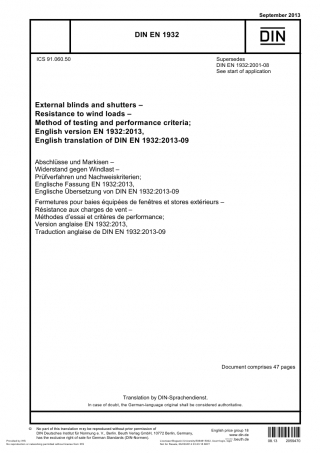 September 2013
DIN EN 1932
DIN
ICS 91.060.50
Supersedes
DIN EN 1932:2001-08
See start of application
External blinds and shutters –
Resistance to wind loads –
Method of testing and performance criteria;
English version EN 1932:2013,
English translation of DIN EN 1932:2013-09
Abschlüsse und Markisen –
Widerstand gegen Windlast –
Prüfverfahren und Nachweiskriterien;
Englische Fassung EN 1932:2013,
Englische Übersetzung von DIN EN 1932:2013-09
Fermetures pour baies équipées de fenêtres et stores extérieurs –
Résistance aux charges de vent –
Méthodes d'essai et critères de performance;
Version anglaise EN 1932:2013,
Traduction anglaise de DIN EN 1932:2013-09
Document comprises 47 pages
Translation by DIN-Sprachendienst.
In case of doubt, the German-language original shall be considered authoritative.
© No part of this translation may be reproduced without prior permission of
DIN Deutsches Institut für Normung e. V., Berlin. Beuth Verlag GmbH, 10772 Berlin, Germany,
has the exclusive right of sale for German Standards (DIN-Normen).
English price group 18
www.din.de
www.beuth.de